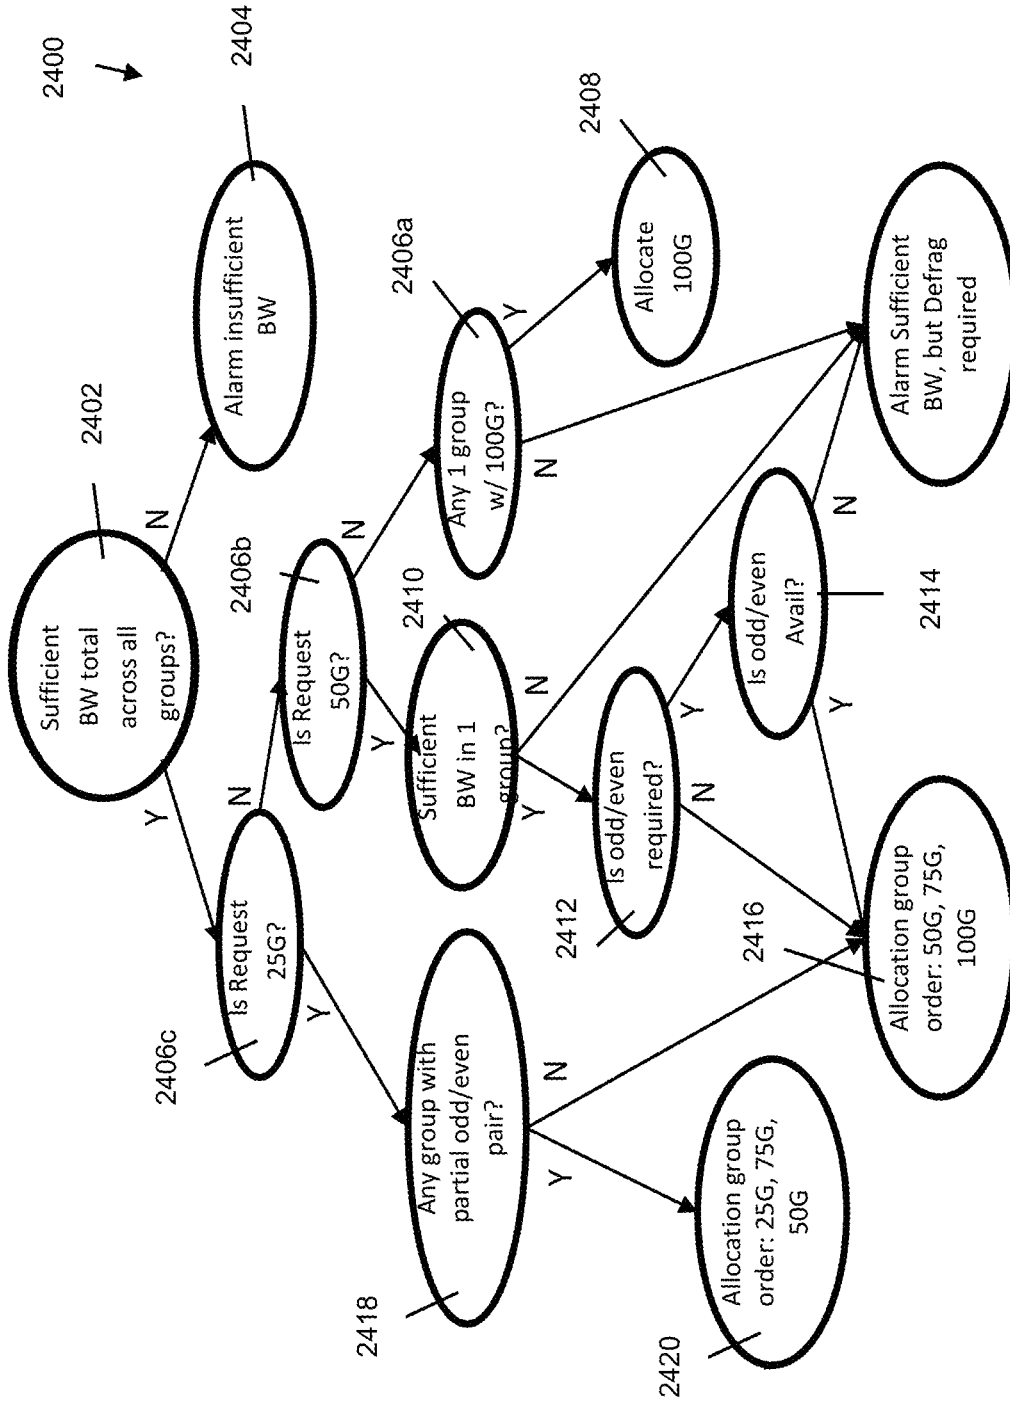 2400
2402
2404
Sufficient
BW total
across all
groups?
Y
N
Alarm insufficient
BW
2406c
Is Request
25G?
N
Y
2406b
Is Request
50G?
N
Y
2406a
Any 1 group
w/ 100G?
Y
N
2408
Allocate
100G
2410
Sufficient
BW in 1
group?
Y
N
2418
Any group with
partial odd/even
pair?
Y
N
2412
Is odd/even
required?
N
Y
2414
Is odd/even
Avail?
Y
N
2420
Allocation group
order: 25G, 75G,
50G
2416
Allocation group
order: 50G, 75G,
100G
Alarm Sufficient
BW, but Defrag
required